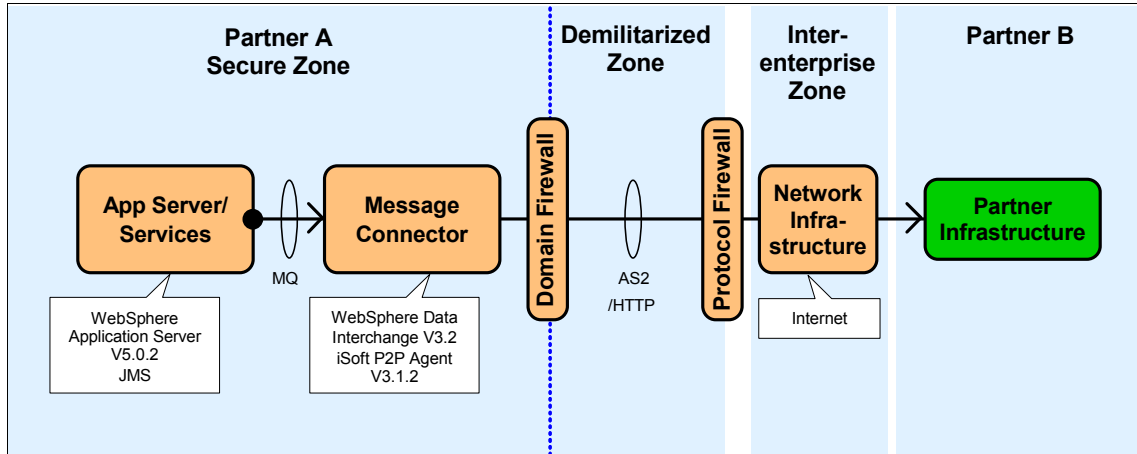 Partner A
Secure Zone
Demilitarized
Zone
Inter-
enterprise
Zone
Partner B
App Server/
Services
MQ
Message
Connector
Domain Firewall
AS2
/HTTP
Protocol Firewall
Network
Infra-
structure
Partner
Infrastructure
WebSphere
Application Server
V5.0.2
JMS
WebSphere Data
Interchange V3.2
iSoft P2P Agent
V3.1.2
Internet